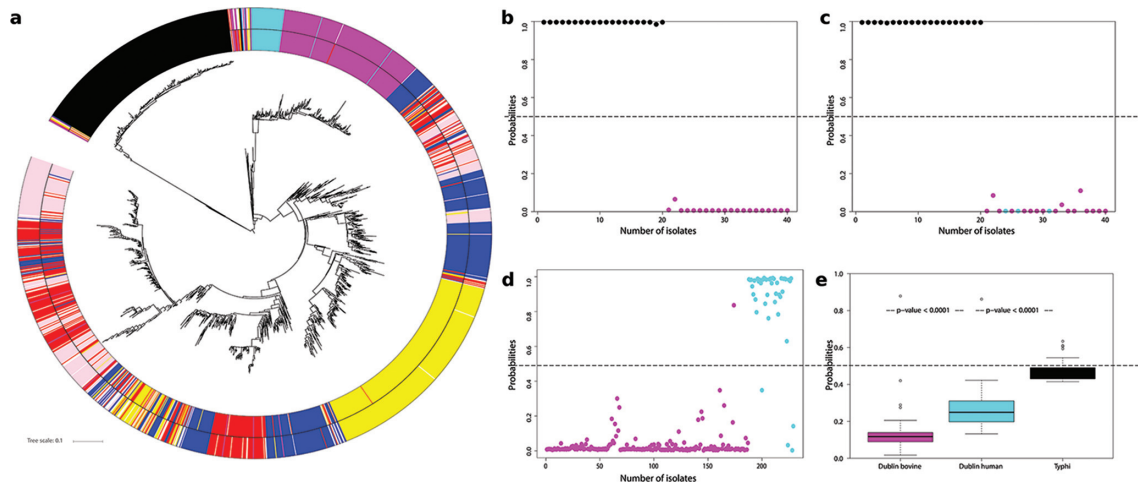 a
Tree scale: 0.1
b
Probabilities
1.0
0.8
0.6
0.4
0.2
0.0
0 10 20 30 40
Number of isolates
c
Probabilities
1.0
0.8
0.6
0.4
0.2
0.0
0 10 20 30 40
Number of isolates
d
Probabilities
1.0
0.8
0.6
0.4
0.2
0.0
0 50 100 150 200
Number of isolates
e
Probabilities
1.0
0.8
0.6
0.4
0.2
0.0
p-value < 0.0001 p-value < 0.0001
Dublin bovine Dublin human Typhi